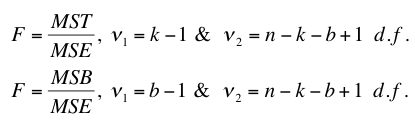 F = MST/MSE, ν₁ = k − 1 & ν₂ = n − k − b + 1 d.f.
F = MSB/MSE, ν₁ = b − 1 & ν₂ = n − k − b + 1 d.f.